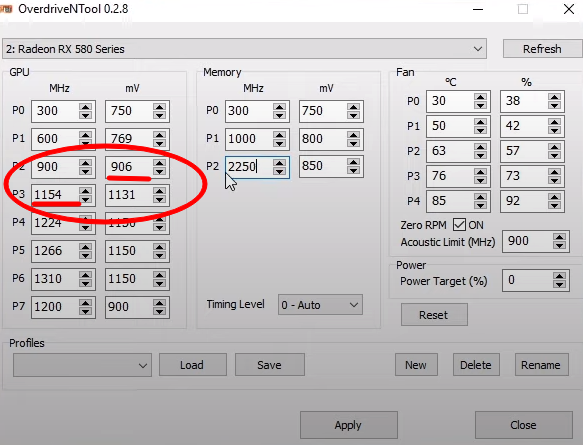 OverdriveNTool 0.2.8
2: Radeon RX 580 Series Refresh
GPU Memory Fan
MHz mV MHz mV °C %
P0 300 750 P0 300 750 P0 30 38
P1 600 769 P1 1000 800 P1 50 42
P2 900 906 P2 2250 850 P2 63 57
P3 1154 1131 P3 76 73
P4 1224 1150 P4 85 92
P5 1266 1150 Zero RPM ON
P6 1310 1150 Acoustic Limit (MHz) 900
P7 1200 900 Timing Level 0 - Auto
Power
Power Target (%) 0
Reset
Profiles
Load Save New Delete Rename
Apply Close